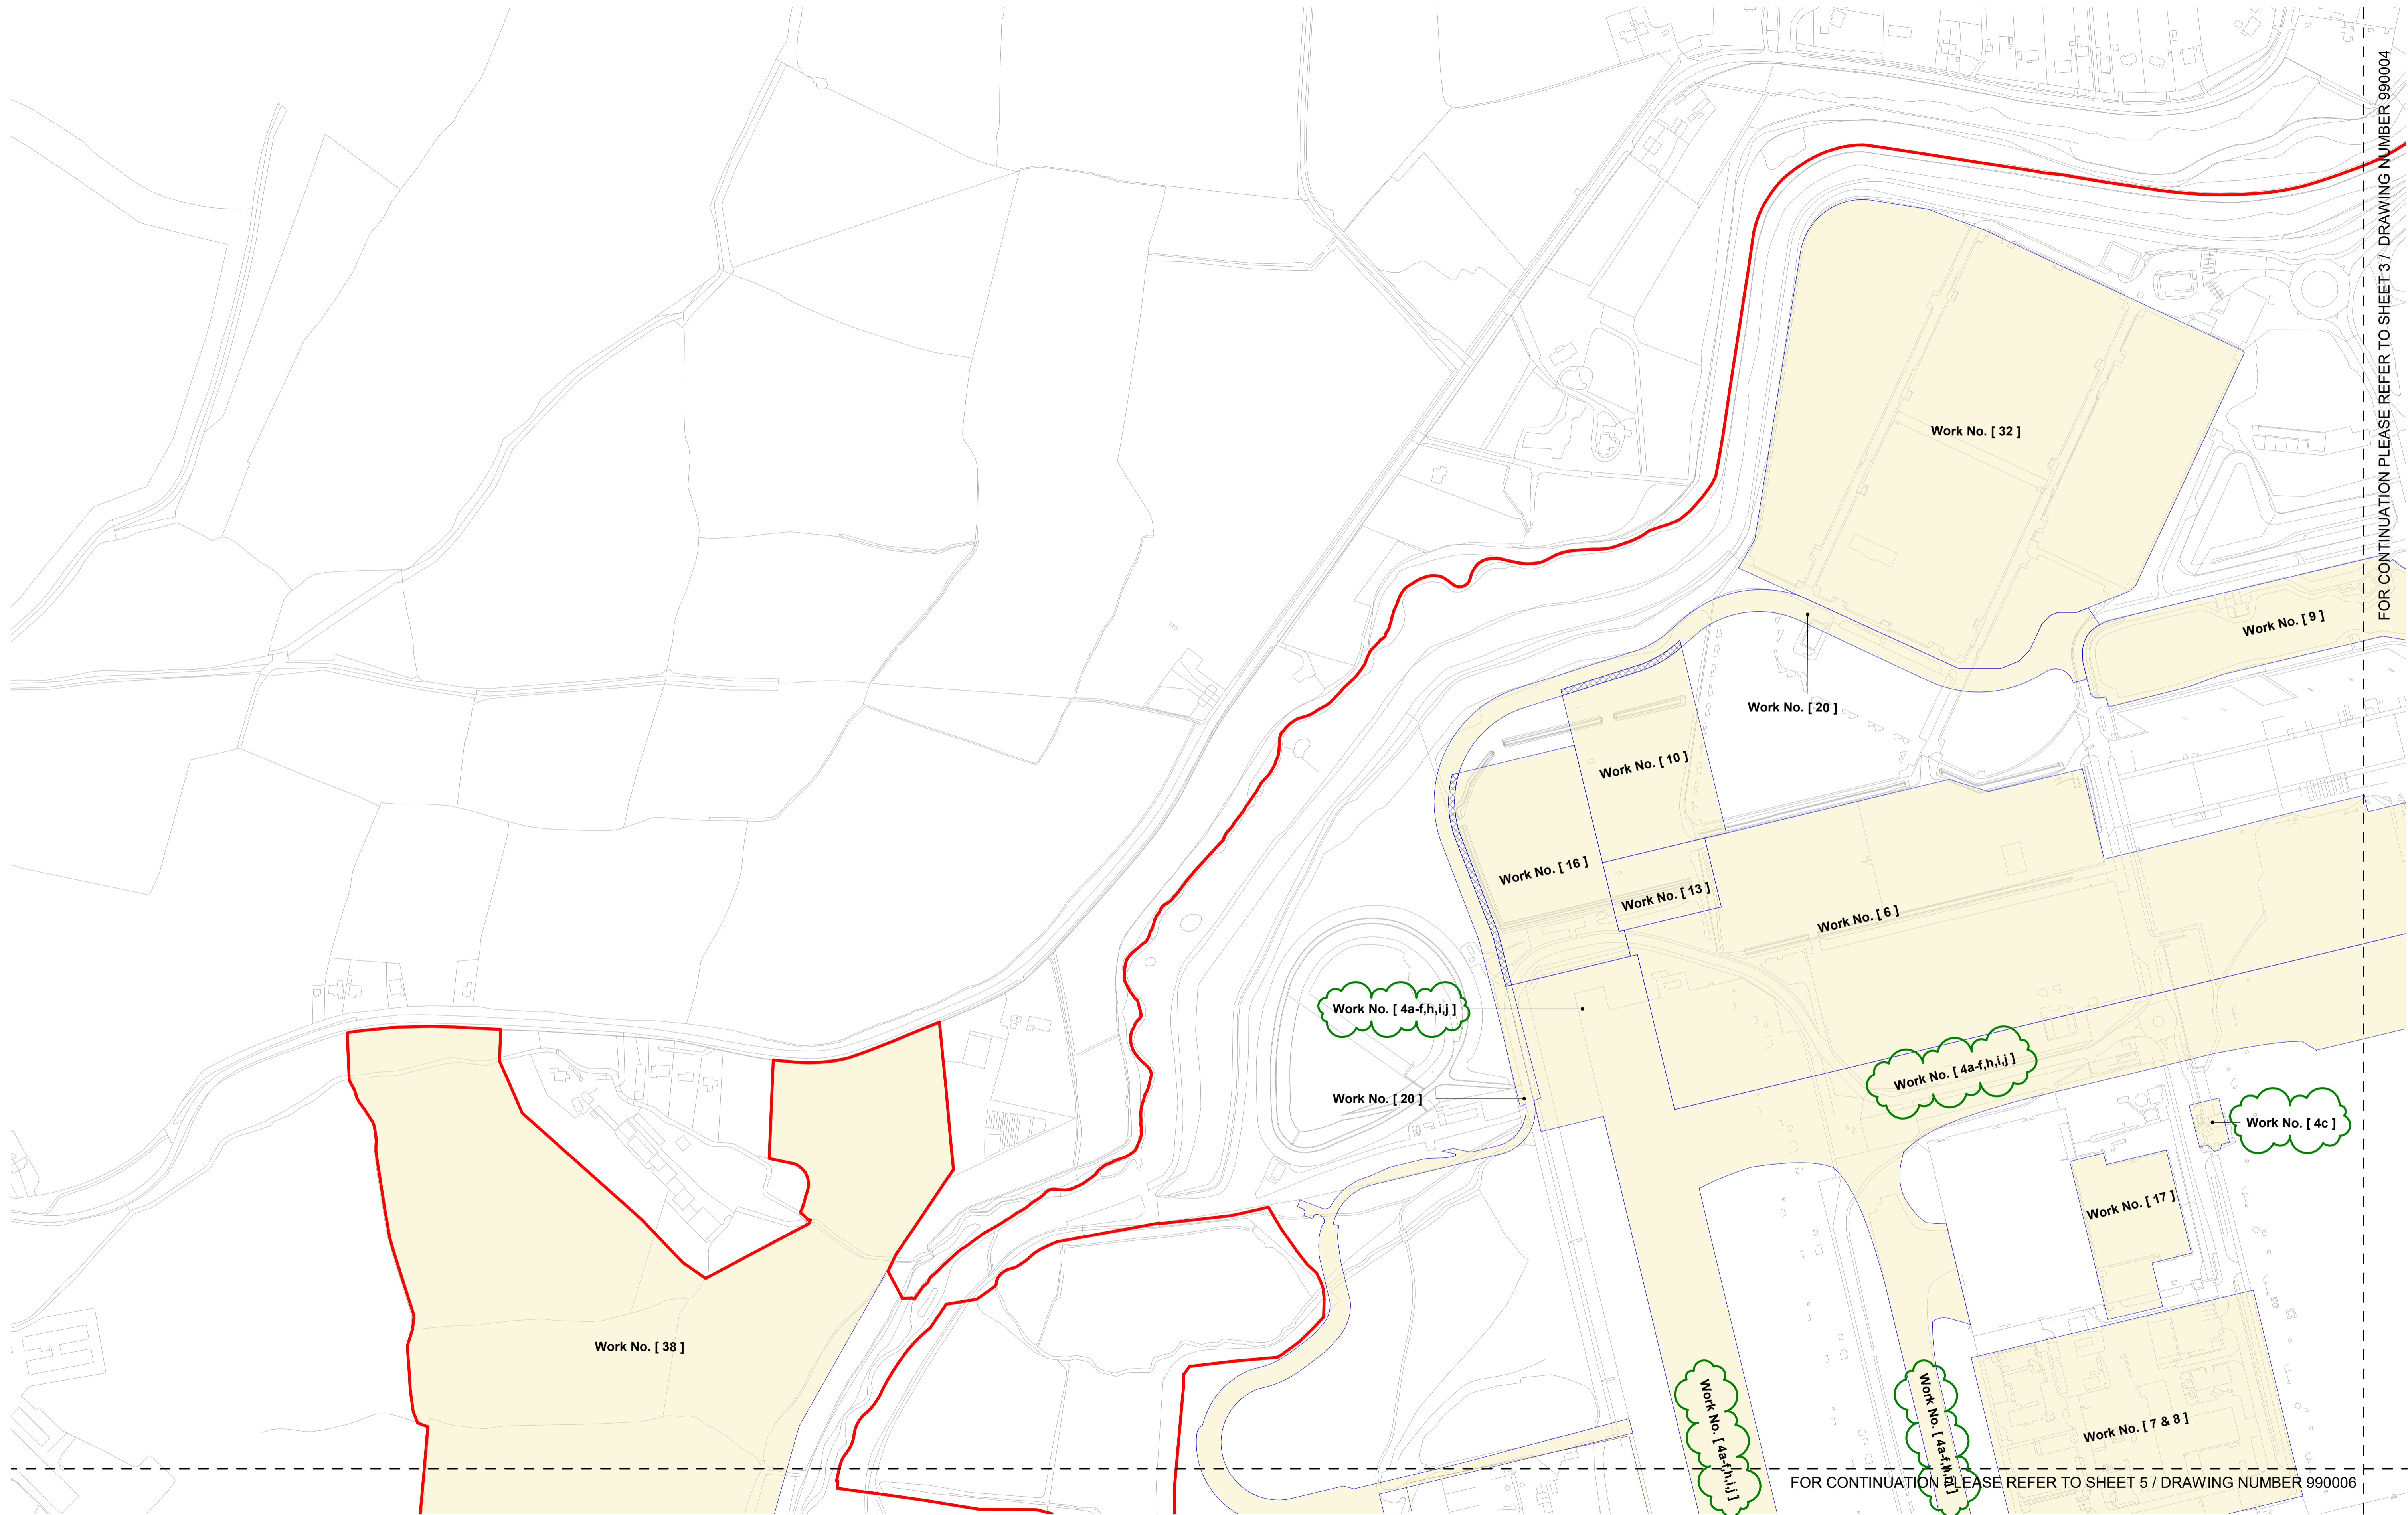 FOR CONTINUATION PLEASE REFER TO SHEET 3 / DRAWING NUMBER 990004
Work No. [ 32 ]
Work No. [ 9 ]
Work No. [ 20 ]
Work No. [ 10 ]
Work No. [ 16 ]
Work No. [ 13 ]
Work No. [ 6 ]
Work No. [ 4a-f,h,i,j ]
Work No. [ 4a-f,h,i,j ]
Work No. [ 20 ]
Work No. [ 4c ]
Work No. [ 17 ]
Work No. [ 38 ]
Work No. [ 4a-f,h,i,j ]
Work No. [ 4a-f,h,i,j ]
Work No. [ 7 & 8 ]
FOR CONTINUATION PLEASE REFER TO SHEET 5 / DRAWING NUMBER 990006